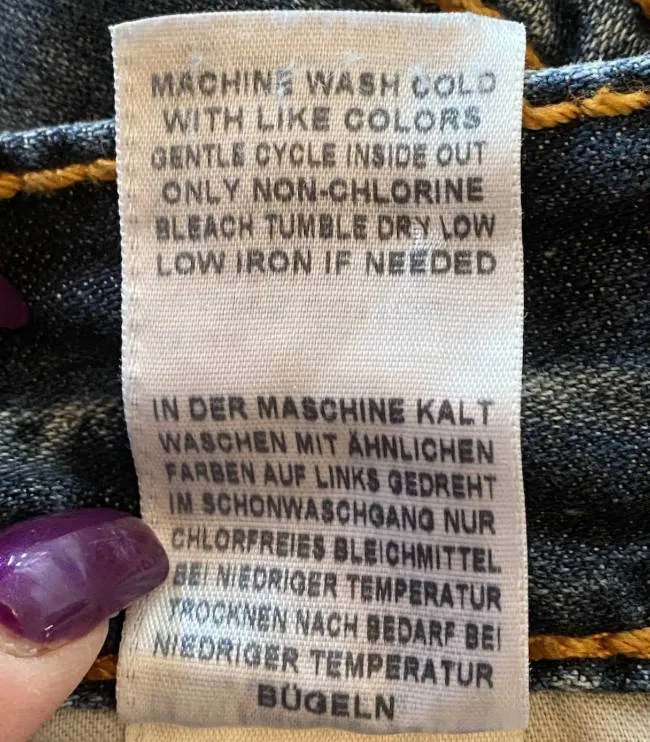 MACHINE WASH COLD
WITH LIKE COLORS
GENTLE CYCLE INSIDE OUT
ONLY NON-CHLORINE
BLEACH TUMBLE DRY LOW
LOW IRON IF NEEDED
IN DER MASCHINE KALT
WASCHEN MIT ÄHNLICHEN
FARBEN AUF LINKS GEDREHT
IM SCHONWASCHGANG NUR
CHLORFREIES BLEICHMITTEL
BEI NIEDRIGER TEMPERATUR
TROCKNEN NACH BEDARF BEI
NIEDRIGER TEMPERATUR
BÜGELN